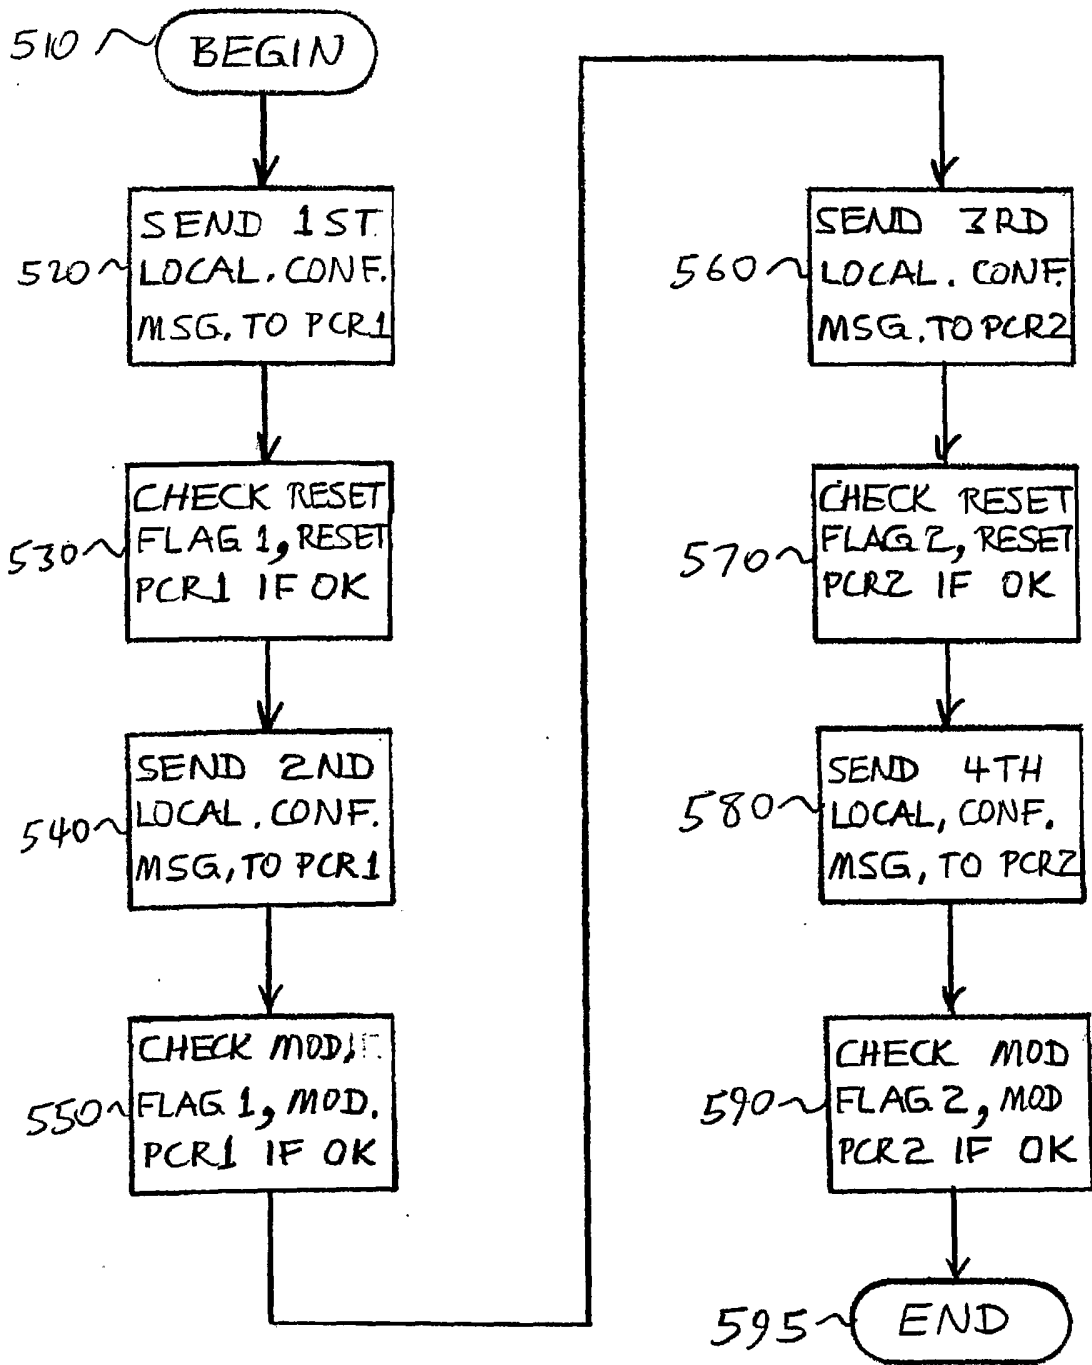 510
BEGIN
SEND 1ST.
520
LOCAL. CONF.
MSG. TO PCR1
CHECK RESET
530
FLAG 1, RESET
PCR1 IF OK
SEND 2ND
540
LOCAL. CONF.
MSG, TO PCR1
CHECK MOD.
550
FLAG 1, MOD.
PCR1 IF OK
SEND 3RD
560
LOCAL. CONF.
MSG. TO PCR2
CHECK RESET
570
FLAG 2, RESET
PCR2 IF OK
SEND 4TH
580
LOCAL, CONF.
MSG, TO PCR2
CHECK MOD
590
FLAG 2, MOD
PCR2 IF OK
595
END